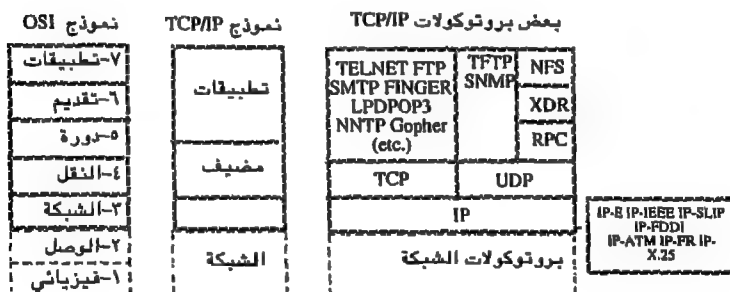 نموذج OSI
٧-تطبيقات
٦-تقديم
٥-دورة
٤-النقل
٣-الشبكة
٢-الوصل
١-فيزيائي
نموذج TCP/IP
تطبيقات
مضيف
الشبكة
بعض بروتوكولات TCP/IP
TELNET FTP
SMTP FINGER
LPDPOP3
NNTP Gopher
(etc.)
TFTP
SNMP
NFS
XDR
RPC
TCP
UDP
IP
بروتوكولات الشبكة
IP-E IP-IEEE IP-SLIP
IP-FDDI
IP-ATM IP-FR IP-
X.25